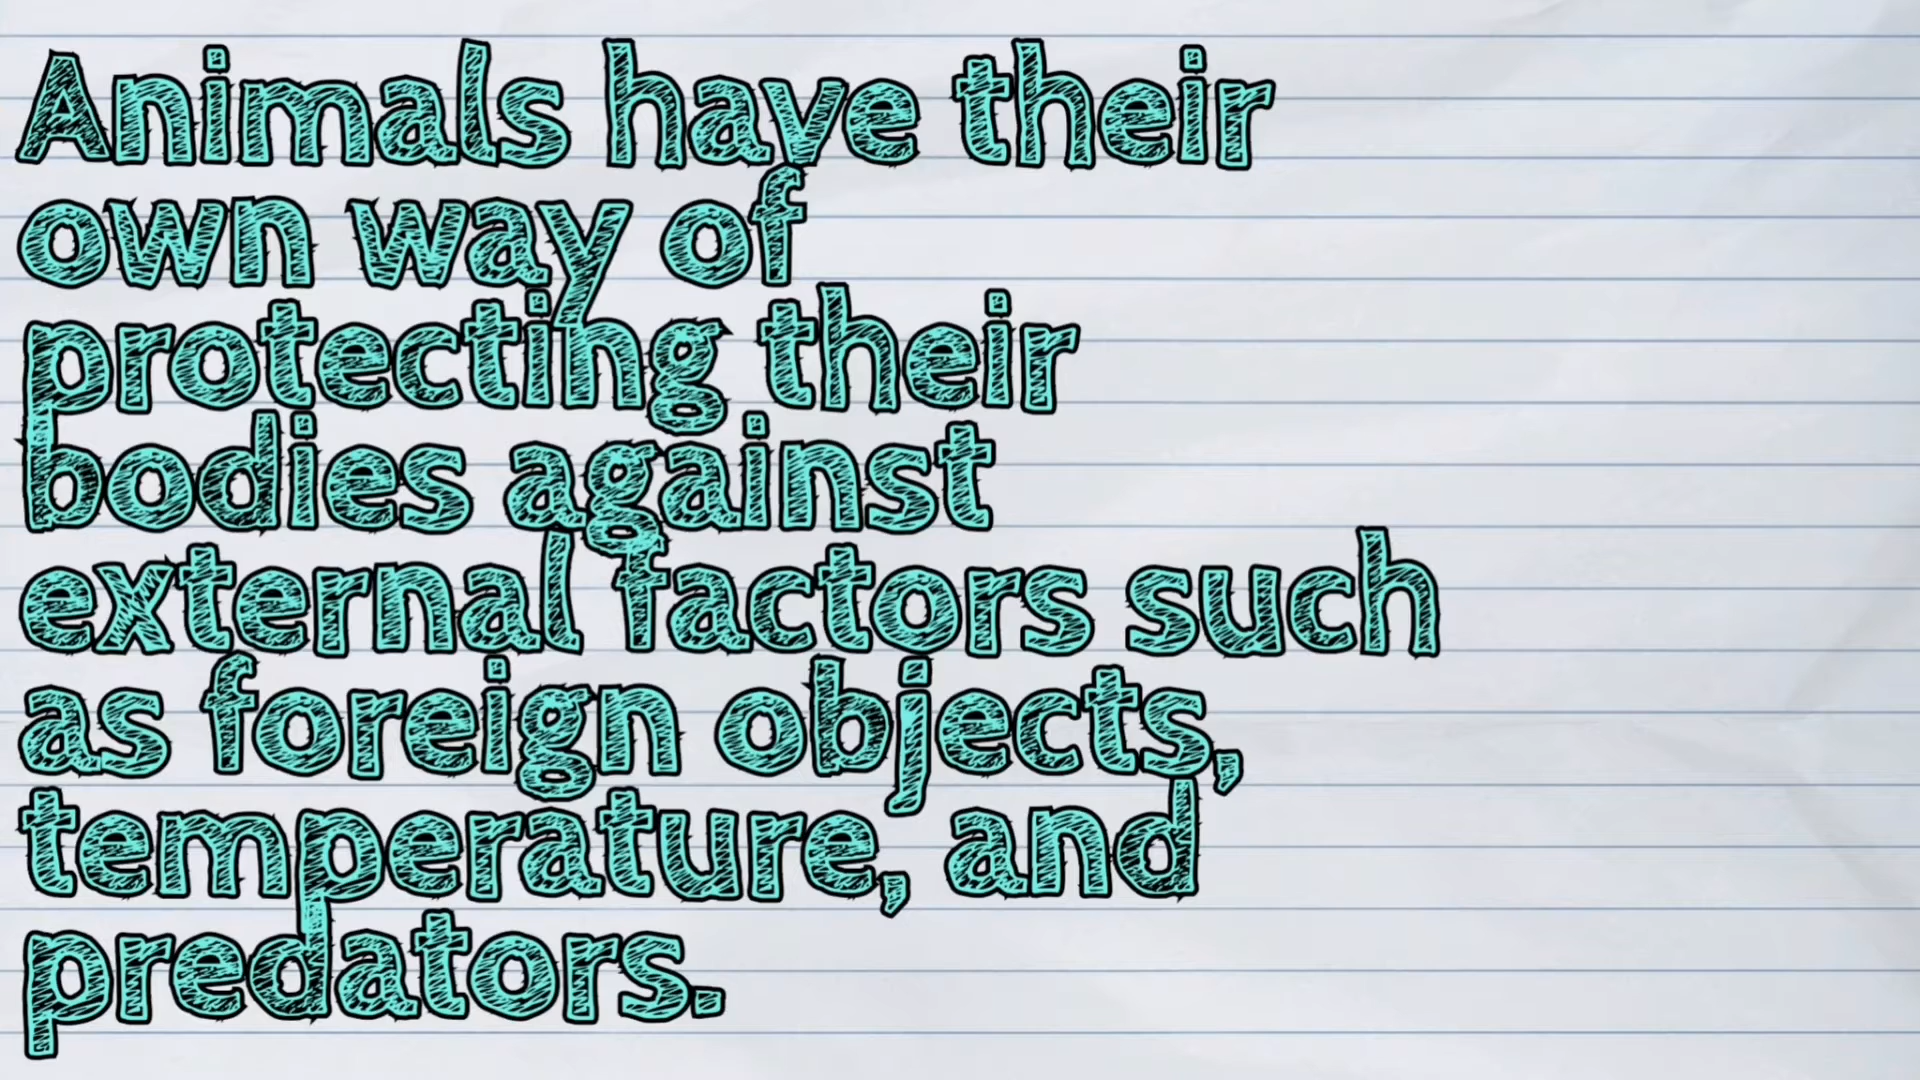 Animals have their
own way of
protecting their
bodies against
external factors such
as foreign objects,
temperature, and
predators.